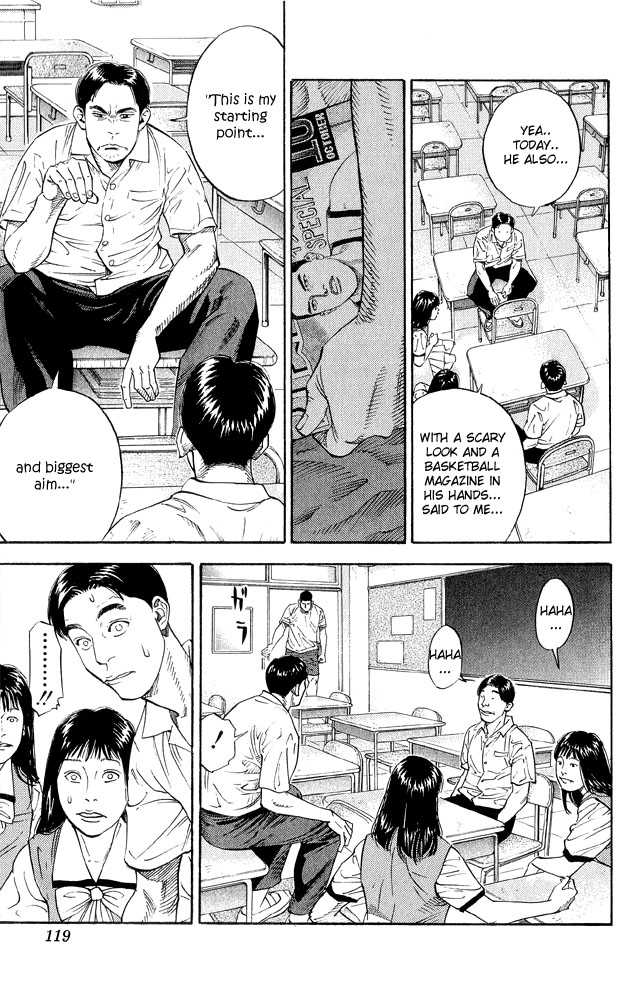 YEA..
TODAY..
HE ALSO...
WITH A SCARY
LOOK AND A
BASKETBALL
MAGAZINE IN
HIS HANDS...
SAID TO ME...
SPECIAL
10
OCTOBER
"This is my
starting
point...
and biggest
aim..."
HAHA
...
HAHA
...
ガラ
!
........!!
119